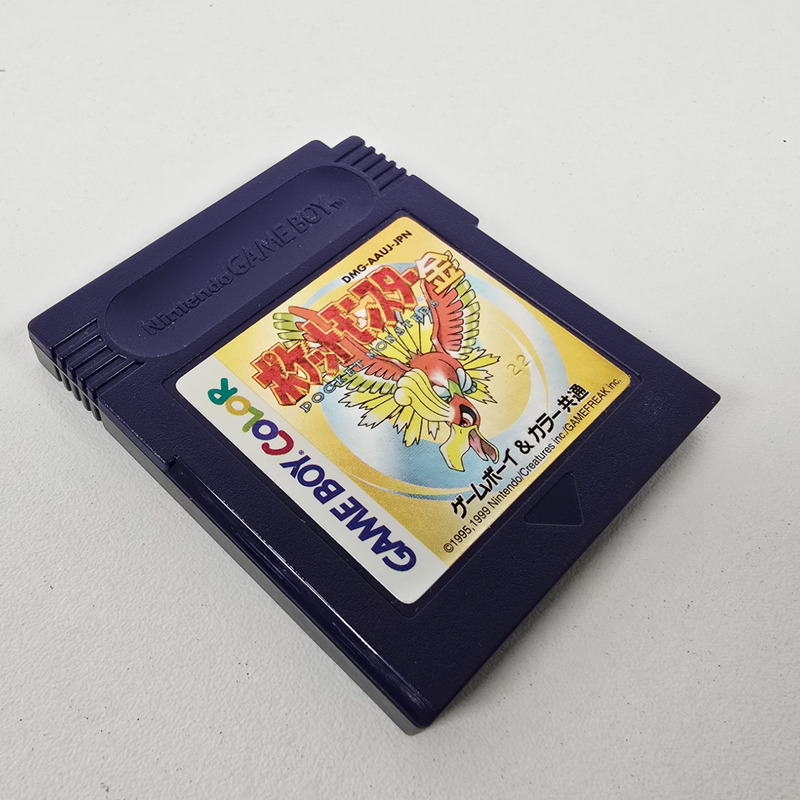 Nintendo GAME BOY™
DMG-AAUJ-JPN
ポケットモンスター 金
POCKET MONSTERS
GAME BOY COLOR
22
ゲームボーイ & カラー共通
©1995,1999 Nintendo/Creatures inc./GAMEFREAK inc.